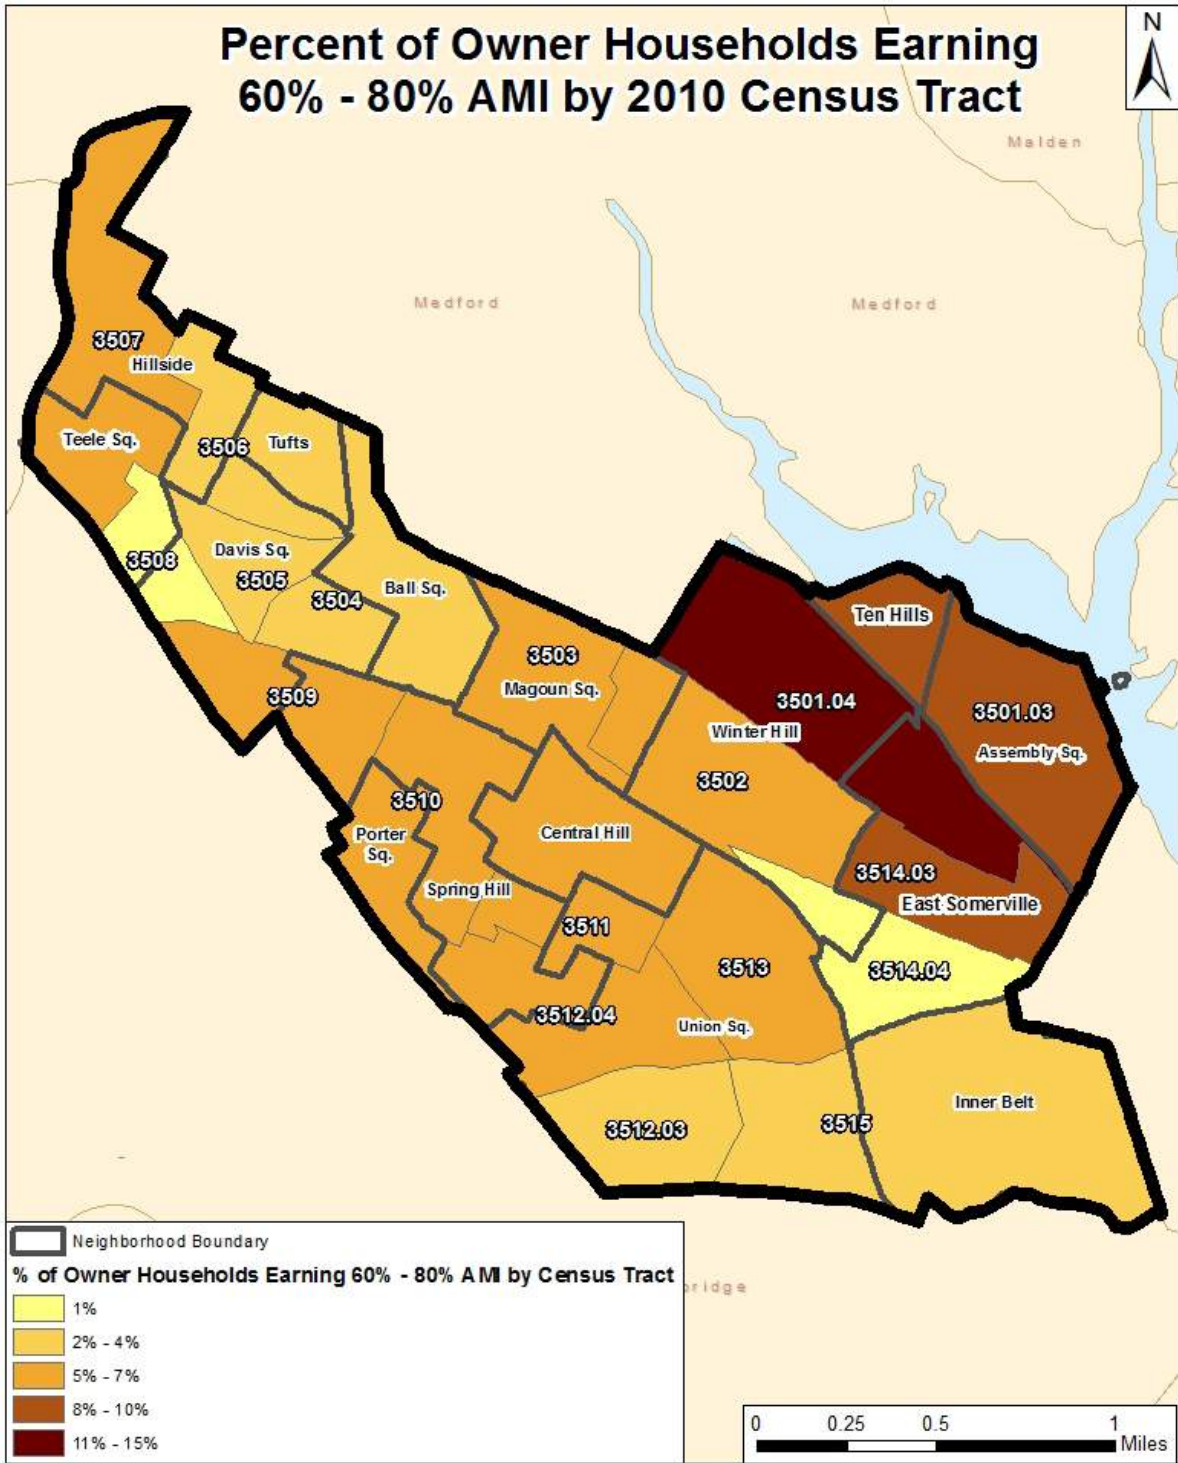 Percent of Owner Households Earning
60% - 80% AMI by 2010 Census Tract
N
Malden
Medford
Medford
3507
Hillside
Teele Sq.
3506
Tufts
Davis Sq.
3508
3505
3504
Ball Sq.
Ten Hills
3503
Magoun Sq.
3509
3501.04
3501.03
Winter Hill
Assembly Sq.
3502
3510
Porter
Sq.
Central Hill
3514.03
Spring Hill
East Somerville
3511
3513
3514.04
3512.04
Union Sq.
Inner Belt
3512.03
3515
Neighborhood Boundary
% of Owner Households Earning 60% - 80% AMI by Census Tract
bridge
1%
2% - 4%
5% - 7%
8% - 10%
11% - 15%
0 0.25 0.5 1
Miles